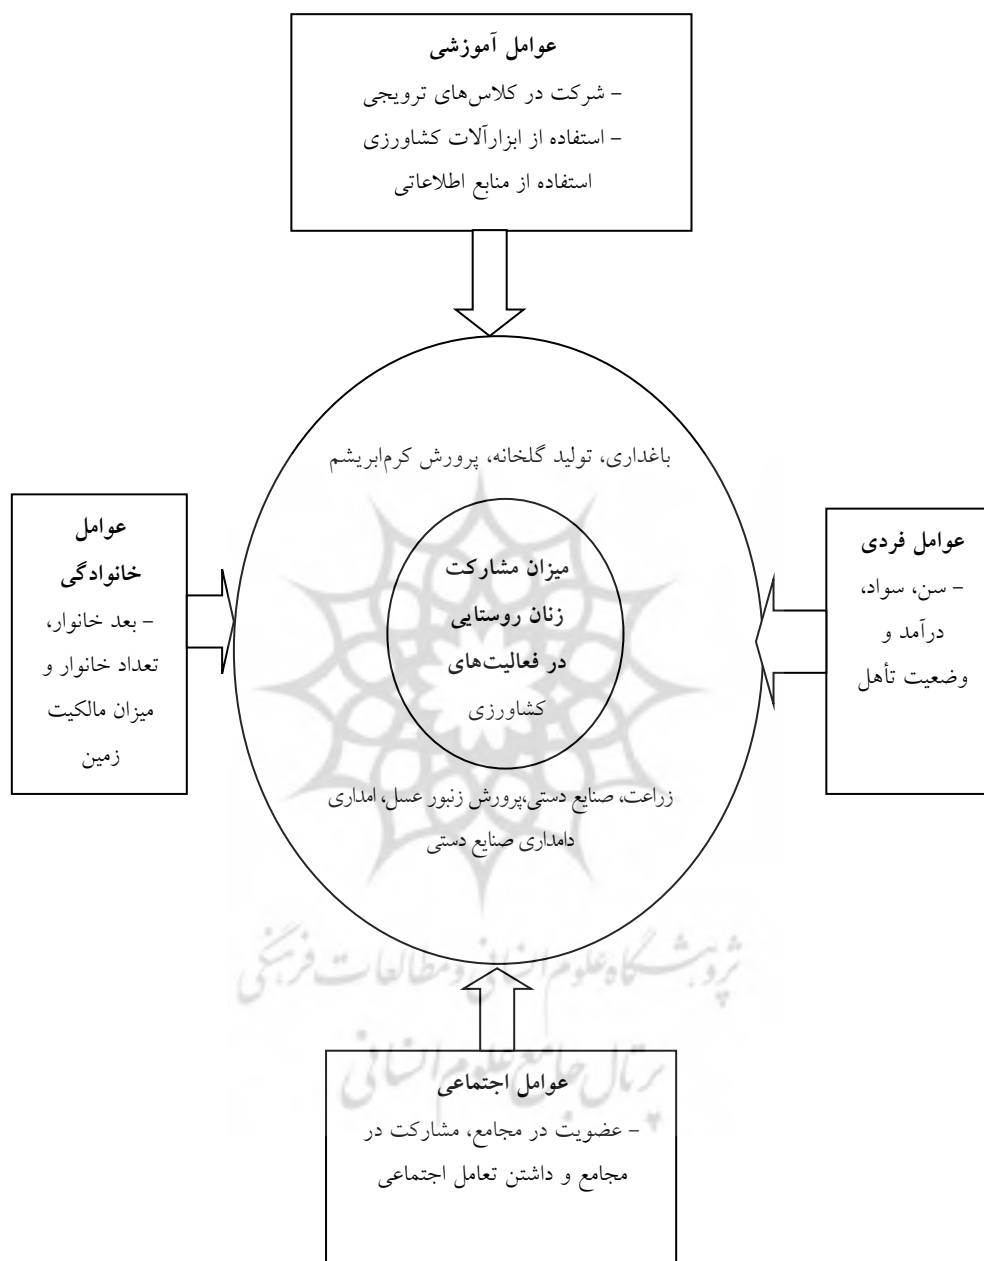 عوامل آموزشی
– شرکت در کلاس‌های ترویجی
– استفاده از ابزارآلات کشاورزی
استفاده از منابع اطلاعاتی
باغداری، تولید گلخانه، پرورش کرم‌ابریشم
عوامل فردی
– سن، سواد،
درآمد و
وضعیت تأهل
میزان مشارکت
زنان روستایی
در فعالیت‌های
کشاورزی
عوامل
خانوادگی
– بعد خانوار،
تعداد خانوار و
میزان مالکیت
زمین
زراعت، صنایع دستی،پرورش زنبور عسل، امداری
دامداری صنایع دستی
پژوهشگاه علوم انسانی و مطالعات فرهنگی
پرتال جامع علوم انسانی
عوامل اجتماعی
– عضویت در مجامع، مشارکت در
مجامع و داشتن تعامل اجتماعی